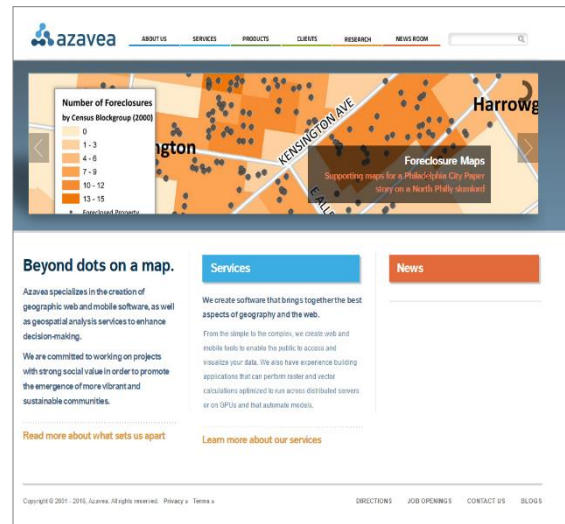 azavea
ABOUT US SERVICES PRODUCTS CLIENTS RESEARCH NEWS ROOM
Number of Foreclosures
by Census Blockgroup (2000)
0
1 - 3
4 - 6
7 - 9
10 - 12
13 - 15
Foreclosed Property
ngton
KENSINGTON AVE
Harrowg
E ALL
Foreclosure Maps
Supporting maps for a Philadelphia City Paper
story on a North Philly slumlord
Beyond dots on a map.
Azavea specializes in the creation of
geographic web and mobile software, as well
as geospatial analysis services to enhance
decision-making.
We are committed to working on projects
with strong social value in order to promote
the emergence of more vibrant and
sustainable communities.
Read more about what sets us apart
Services
We create software that brings together the best
aspects of geography and the web.
From the simple to the complex, we create web and
mobile tools to enable the public to access and
visualize your data. We also have experience building
applications that can perform raster and vector
calculations optimized to run across distributed servers
or on GPUs and that automate models.
Learn more about our services
News
Copyright © 2001 - 2016, Azavea. All rights reserved. Privacy » Terms »
DIRECTIONS JOB OPENINGS CONTACT US BLOGS